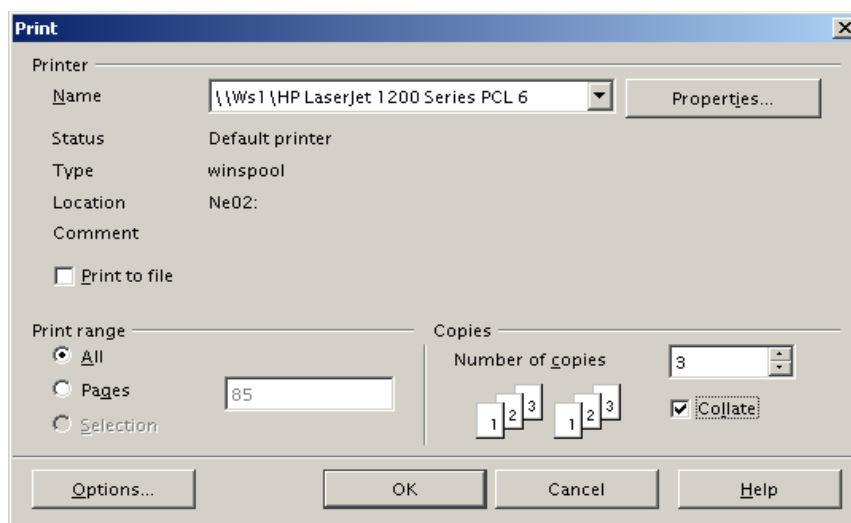 Print
Printer
Name \\Ws1\HP LaserJet 1200 Series PCL 6 Properties...
Status Default printer
Type winspool
Location Ne02:
Comment
Print to file
Print range Copies
All Number of copies 3
Pages 85 1 2 3 1 2 3 Collate
Selection
Options... OK Cancel Help